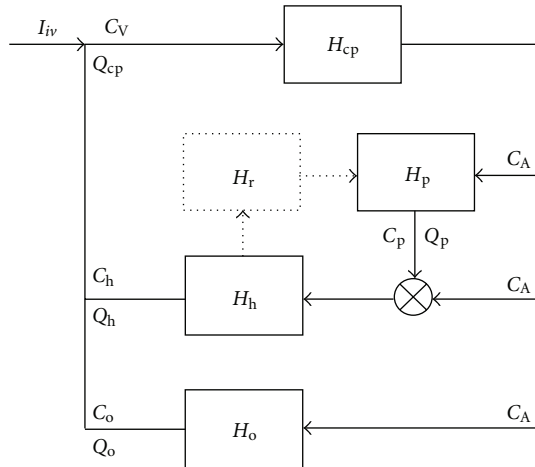 I_iv C_V H_cp
Q_cp
H_r H_p C_A
C_p Q_p
C_h H_h C_A
Q_h
C_o H_o C_A
Q_o